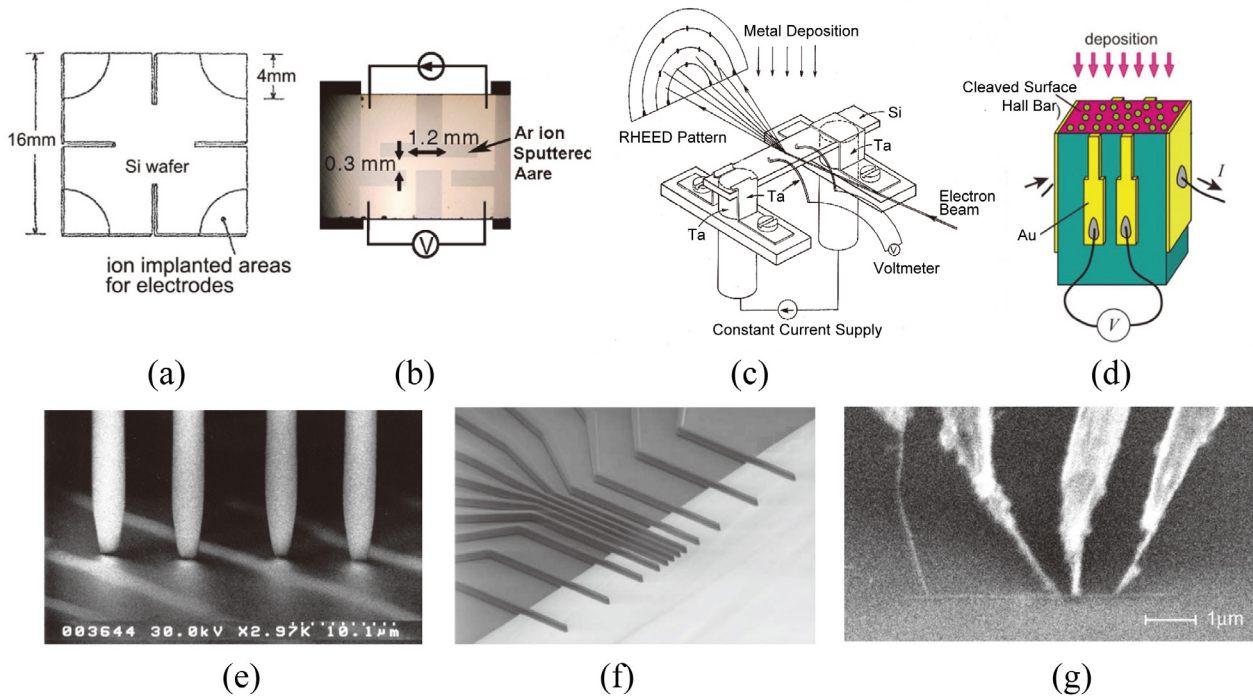 16mm
4mm
Si wafer
ion implanted areas
for electrodes
(a)
1.2 mm
0.3 mm
Ar ion
Sputtered
Aare
V
(b)
Metal Deposition
RHEED Pattern
Si
Ta
Ta
Ta
Electron
Beam
V
Voltmeter
Constant Current Supply
(c)
deposition
Cleaved Surface
Hall Bar
I
Au
V
(d)
003644 30.0kV X2.97K 10.1µm
(e)
(f)
1µm
(g)